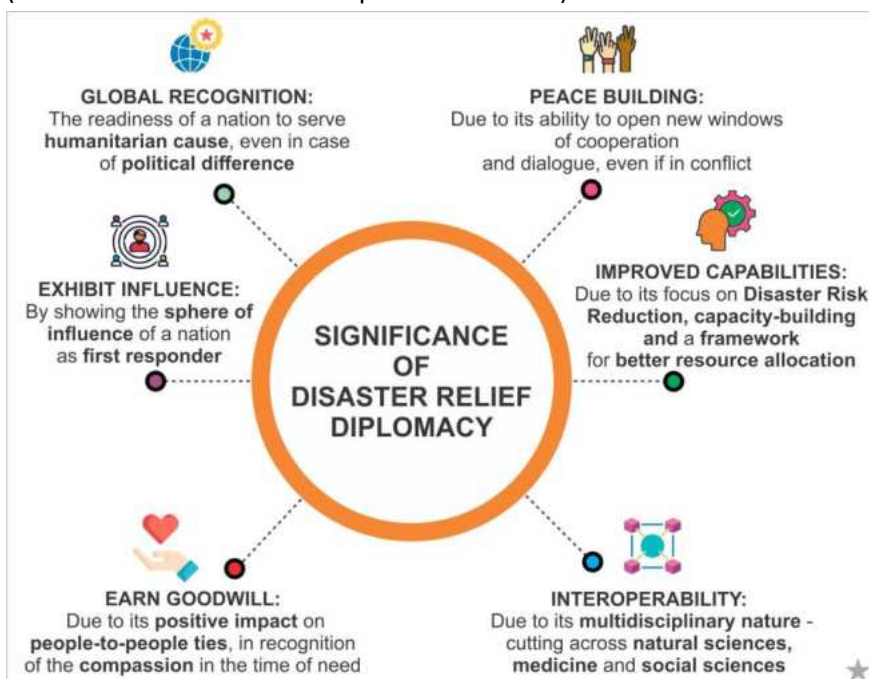 GLOBAL RECOGNITION:
The readiness of a nation to serve
humanitarian cause, even in case
of political difference
PEACE BUILDING:
Due to its ability to open new windows
of cooperation
and dialogue, even if in conflict
EXHIBIT INFLUENCE:
By showing the sphere of
influence of a nation
as first responder
IMPROVED CAPABILITIES:
Due to its focus on Disaster Risk
Reduction, capacity-building
and a framework
for better resource allocation
SIGNIFICANCE
OF
DISASTER RELIEF
DIPLOMACY
EARN GOODWILL:
Due to its positive impact on
people-to-people ties, in recognition
of the compassion in the time of need
INTEROPERABILITY:
Due to its multidisciplinary nature -
cutting across natural sciences,
medicine and social sciences